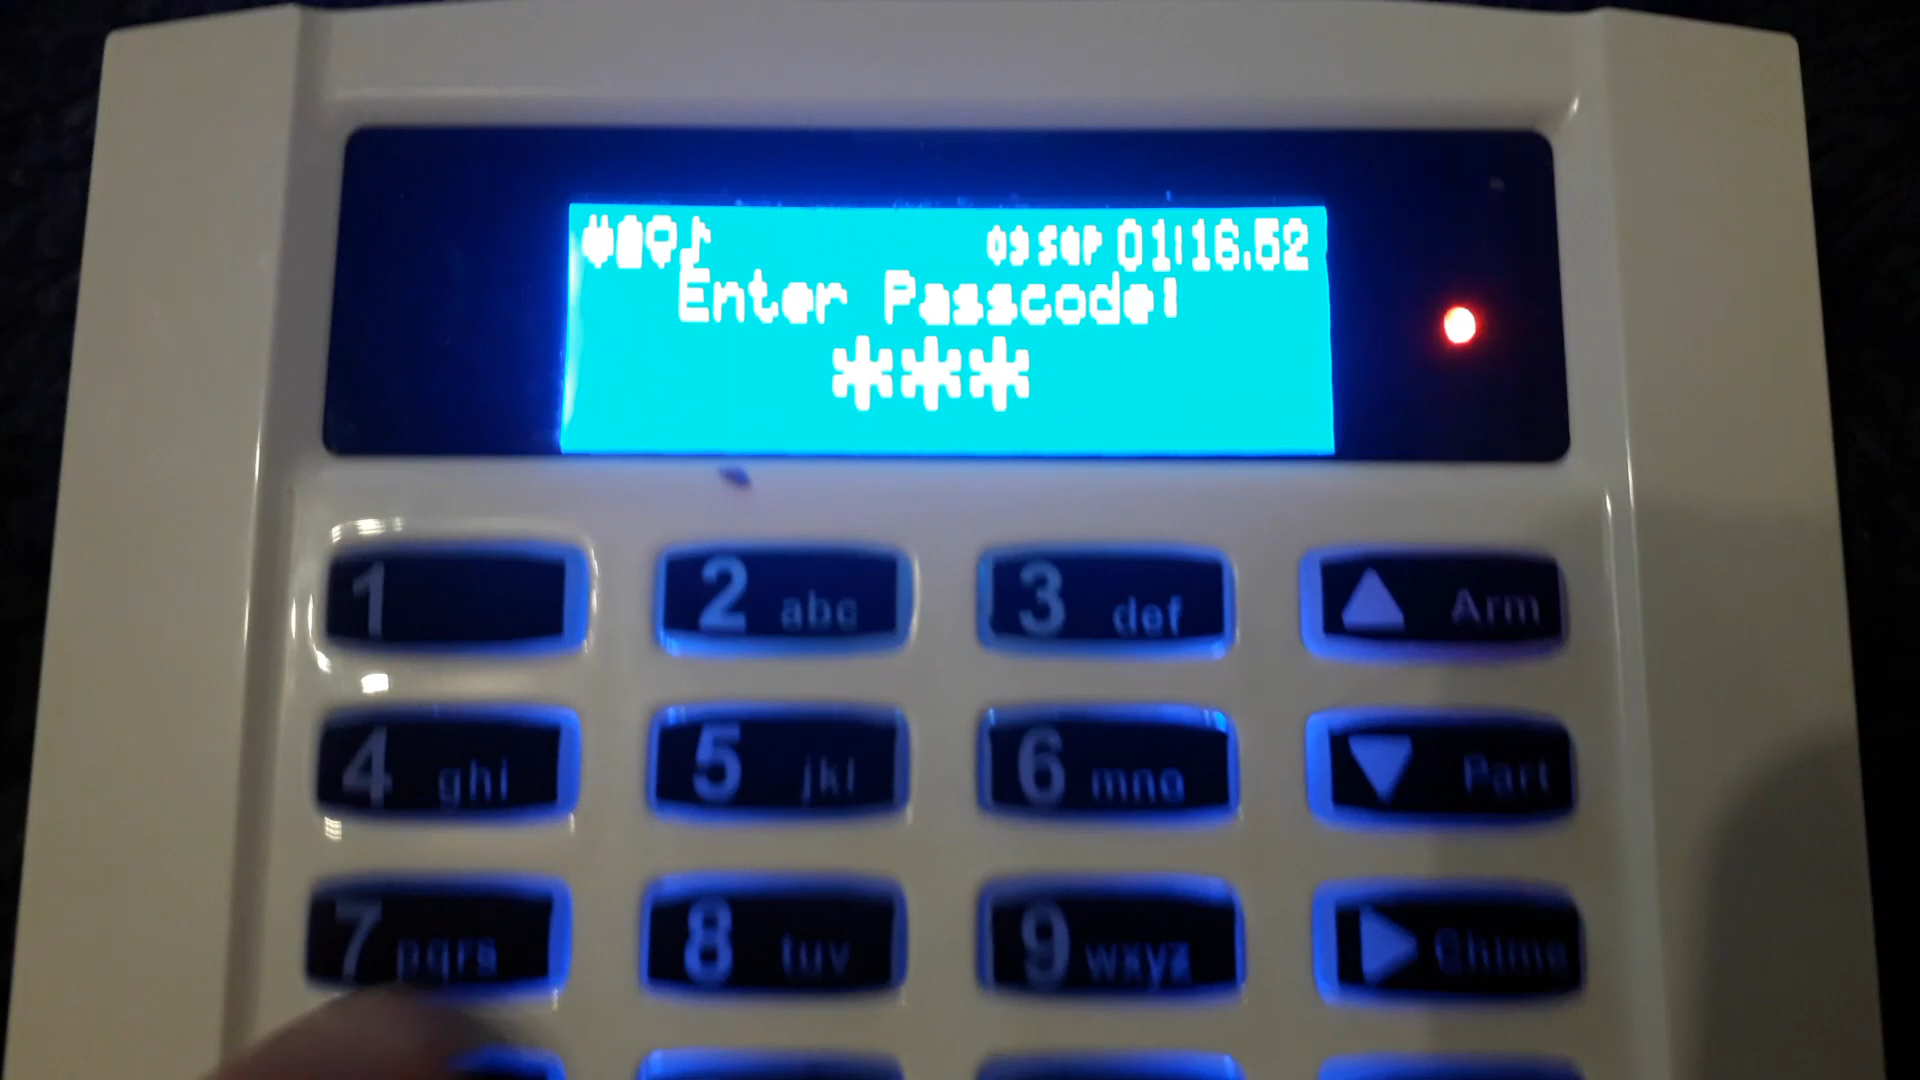 09 SEP 01:16.52
Enter Passcode:
***
1
2 abc
3 def
Arm
4 ghi
5 jkl
6 mno
Part
7 pqrs
8 tuv
9 wxyz
Chime